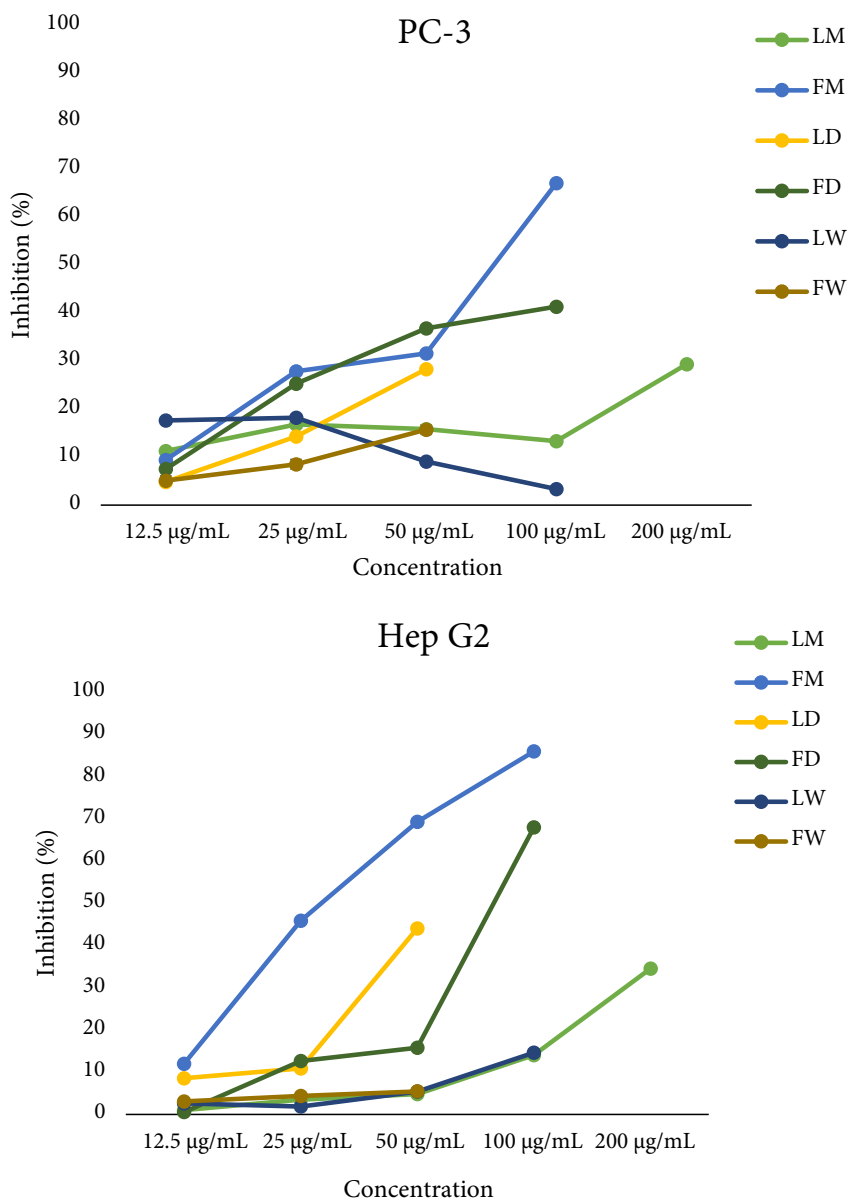 PC-3
100
90
80
70
60
50
40
30
20
10
0
Inhibition (%)
12.5 µg/mL 25 µg/mL 50 µg/mL 100 µg/mL 200 µg/mL
Concentration
LM
FM
LD
FD
LW
FW
Hep G2
100
90
80
70
60
50
40
30
20
10
0
Inhibition (%)
12.5 µg/mL 25 µg/mL 50 µg/mL 100 µg/mL 200 µg/mL
Concentration
LM
FM
LD
FD
LW
FW